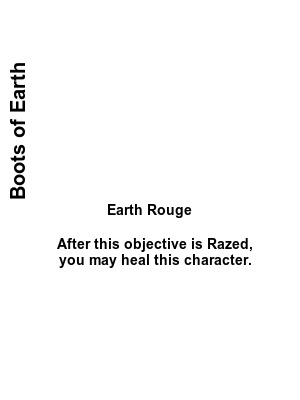 Boots of Earth
Earth Rouge
After this objective is Razed,
you may heal this character.